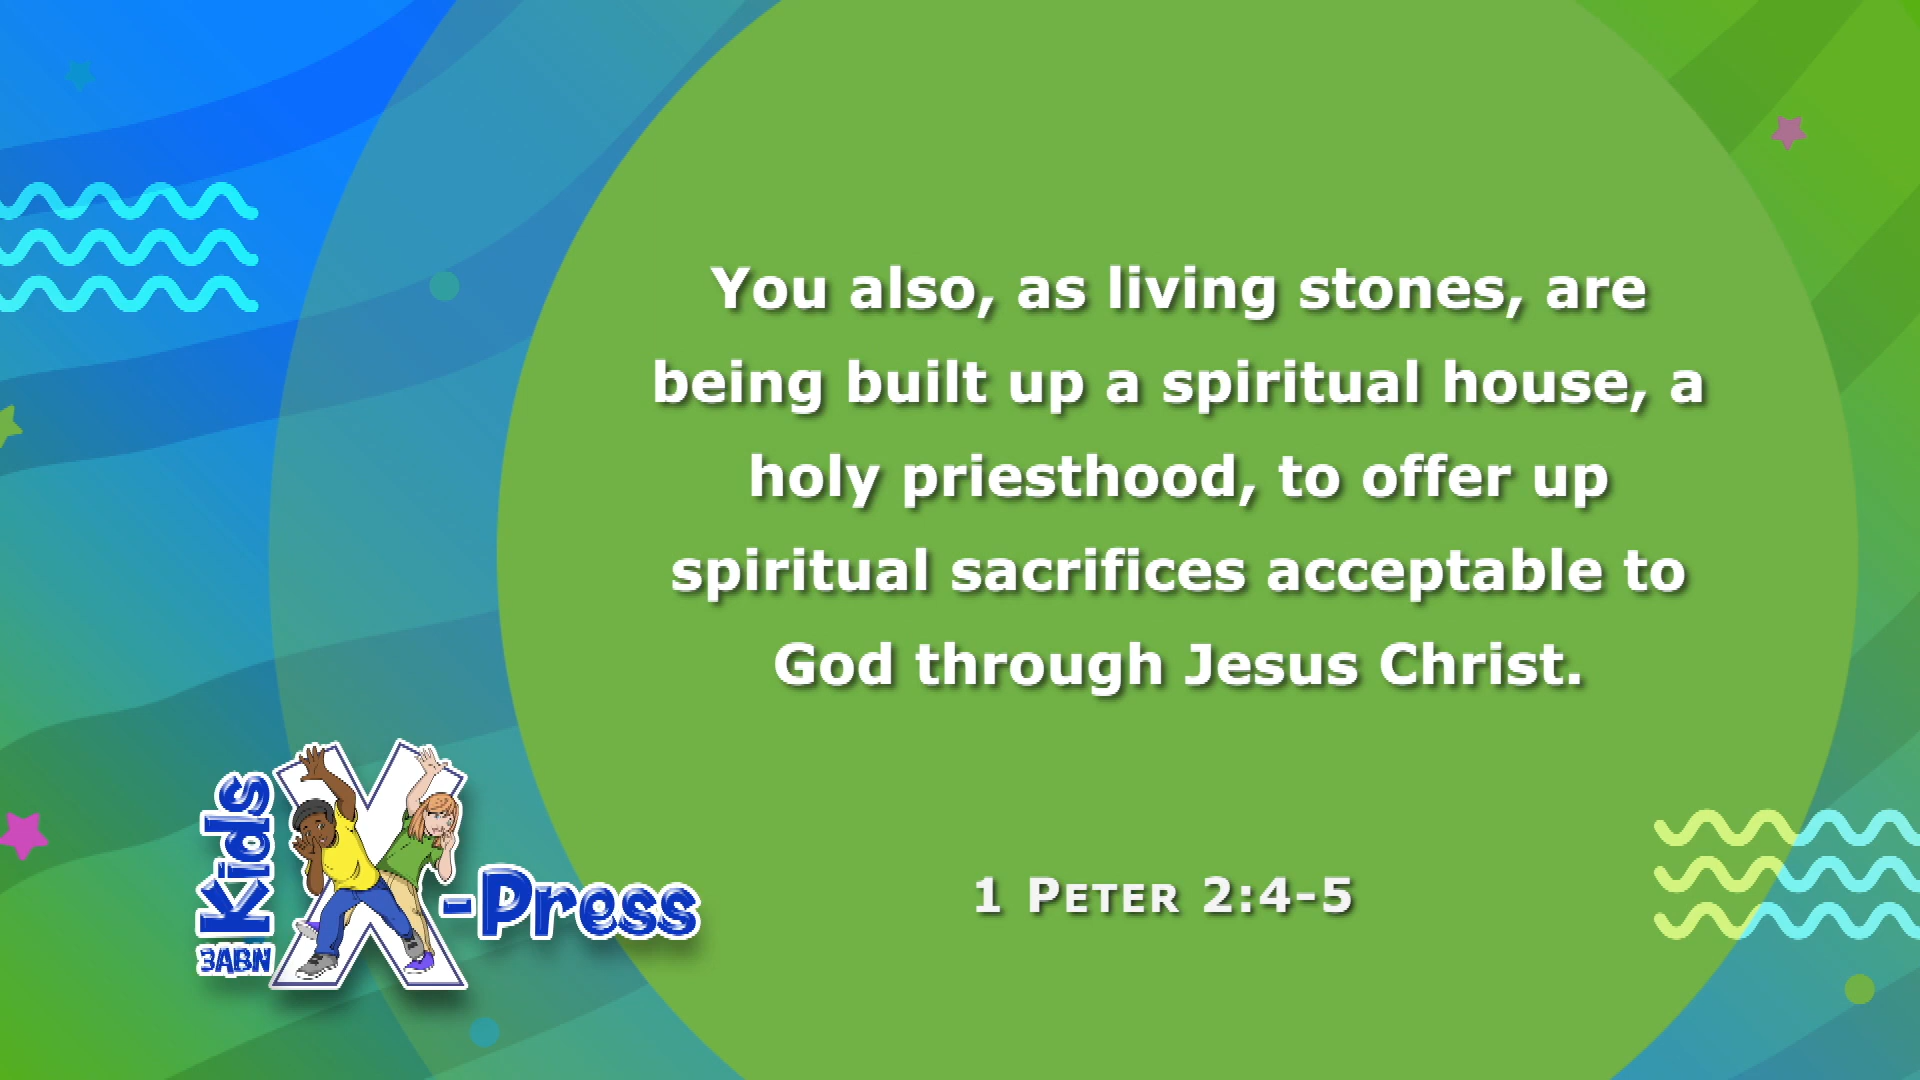 You also, as living stones, are
being built up a spiritual house, a
holy priesthood, to offer up
spiritual sacrifices acceptable to
God through Jesus Christ.
1 PETER 2:4-5
3ABN
Kids
X-Press